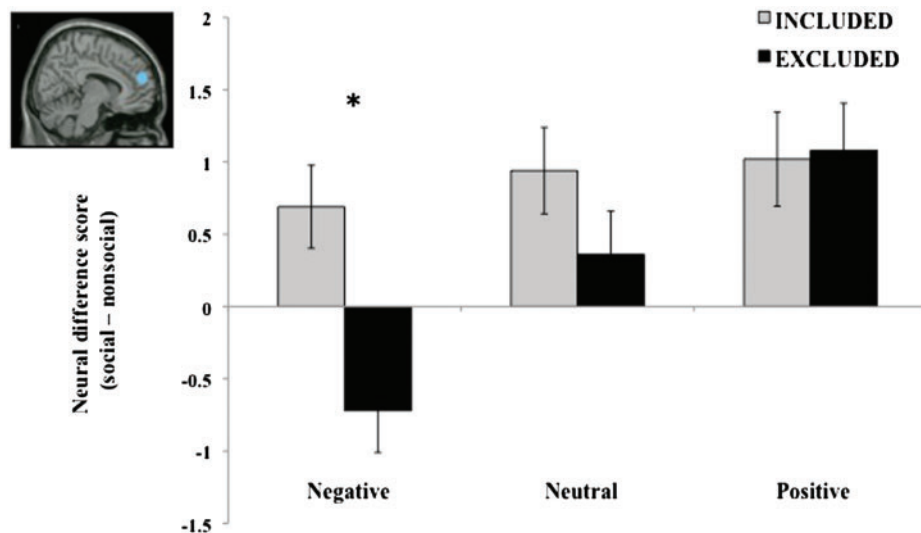 INCLUDED
EXCLUDED
*
Neural difference score
(social – nonsocial)
2
1.5
1
0.5
0
-0.5
-1
-1.5
Negative Neutral Positive